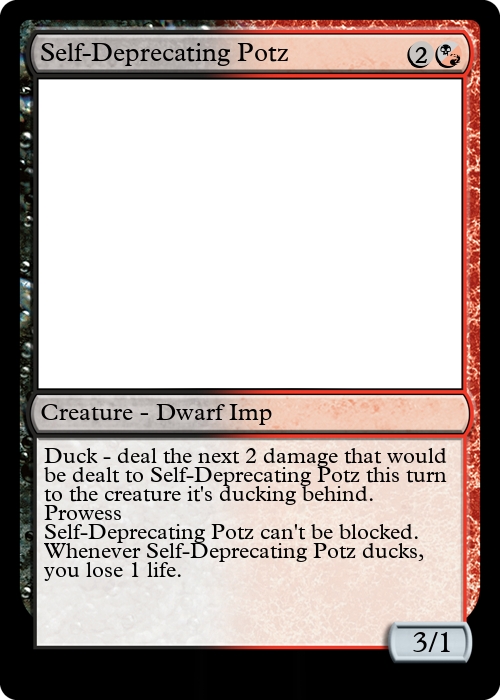 Self-Deprecating Potz 2
Creature - Dwarf Imp
Duck - deal the next 2 damage that would
be dealt to Self-Deprecating Potz this turn
to the creature it's ducking behind.
Prowess
Self-Deprecating Potz can't be blocked.
Whenever Self-Deprecating Potz ducks,
you lose 1 life.
3/1